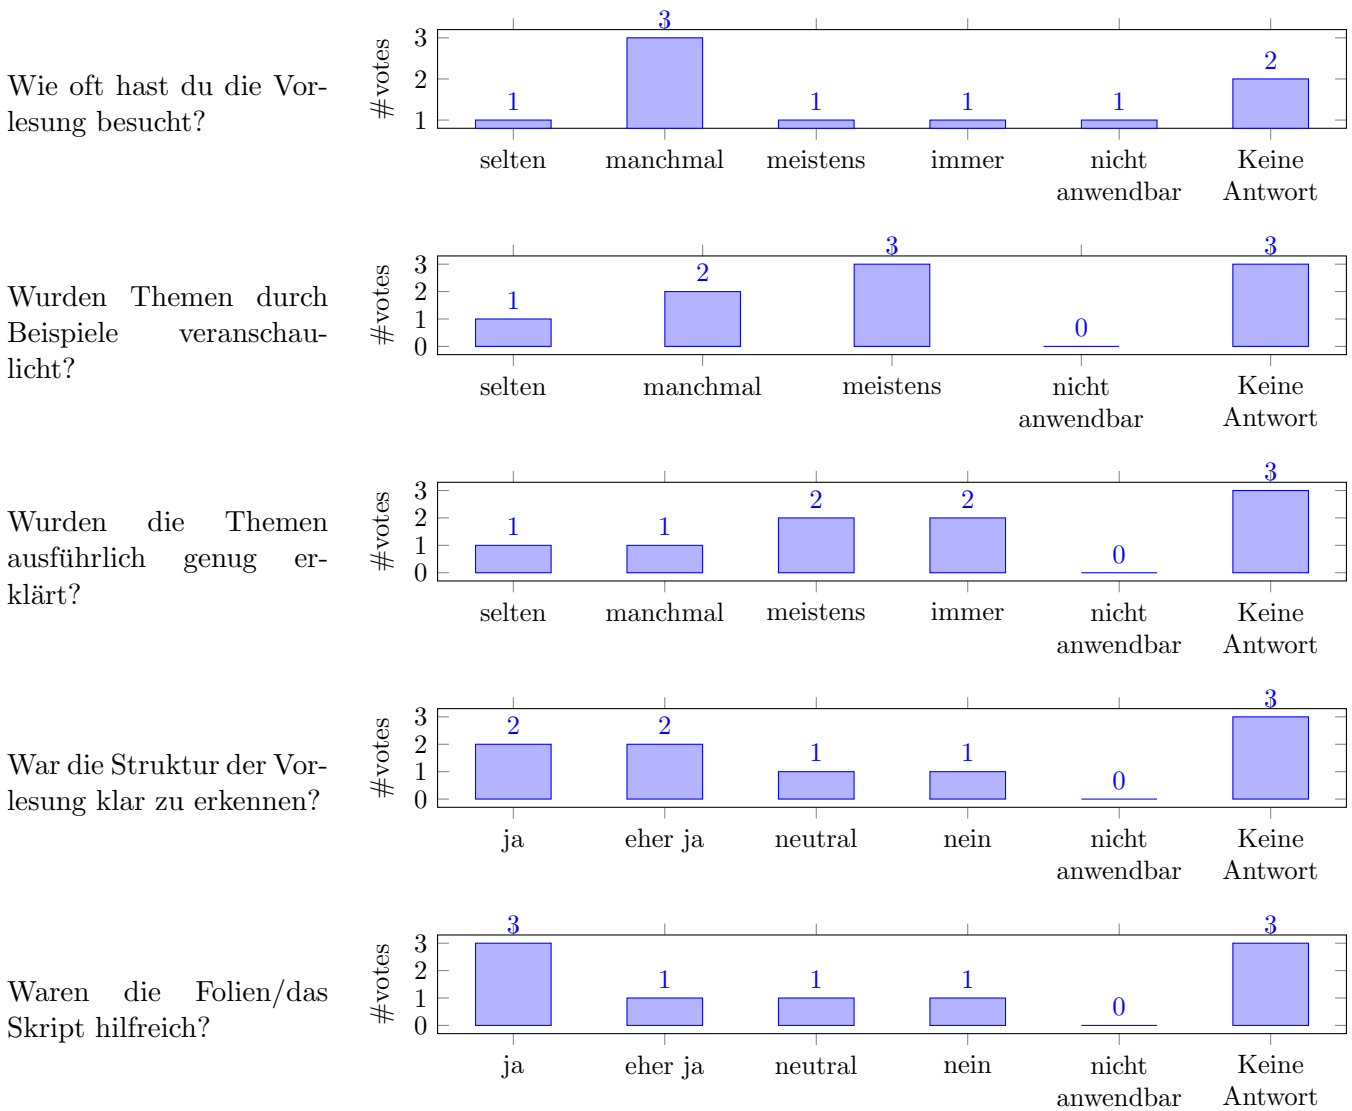 Wie oft hast du die Vor-
lesung besucht?
#votes
3
2
1
1
3
1
1
1
2
selten manchmal meistens immer nicht anwendbar Keine Antwort
Wurden Themen durch
Beispiele veranschau-
licht?
#votes
3
2
1
0
1
2
3
0
3
selten manchmal meistens nicht anwendbar Keine Antwort
Wurden die Themen
ausführlich genug er-
klärt?
#votes
3
2
1
0
1
1
2
2
0
3
selten manchmal meistens immer nicht anwendbar Keine Antwort
War die Struktur der Vor-
lesung klar zu erkennen?
#votes
3
2
1
0
2
2
1
1
0
3
ja eher ja neutral nein nicht anwendbar Keine Antwort
Waren die Folien/das
Skript hilfreich?
#votes
3
2
1
0
3
1
1
1
0
3
ja eher ja neutral nein nicht anwendbar Keine Antwort